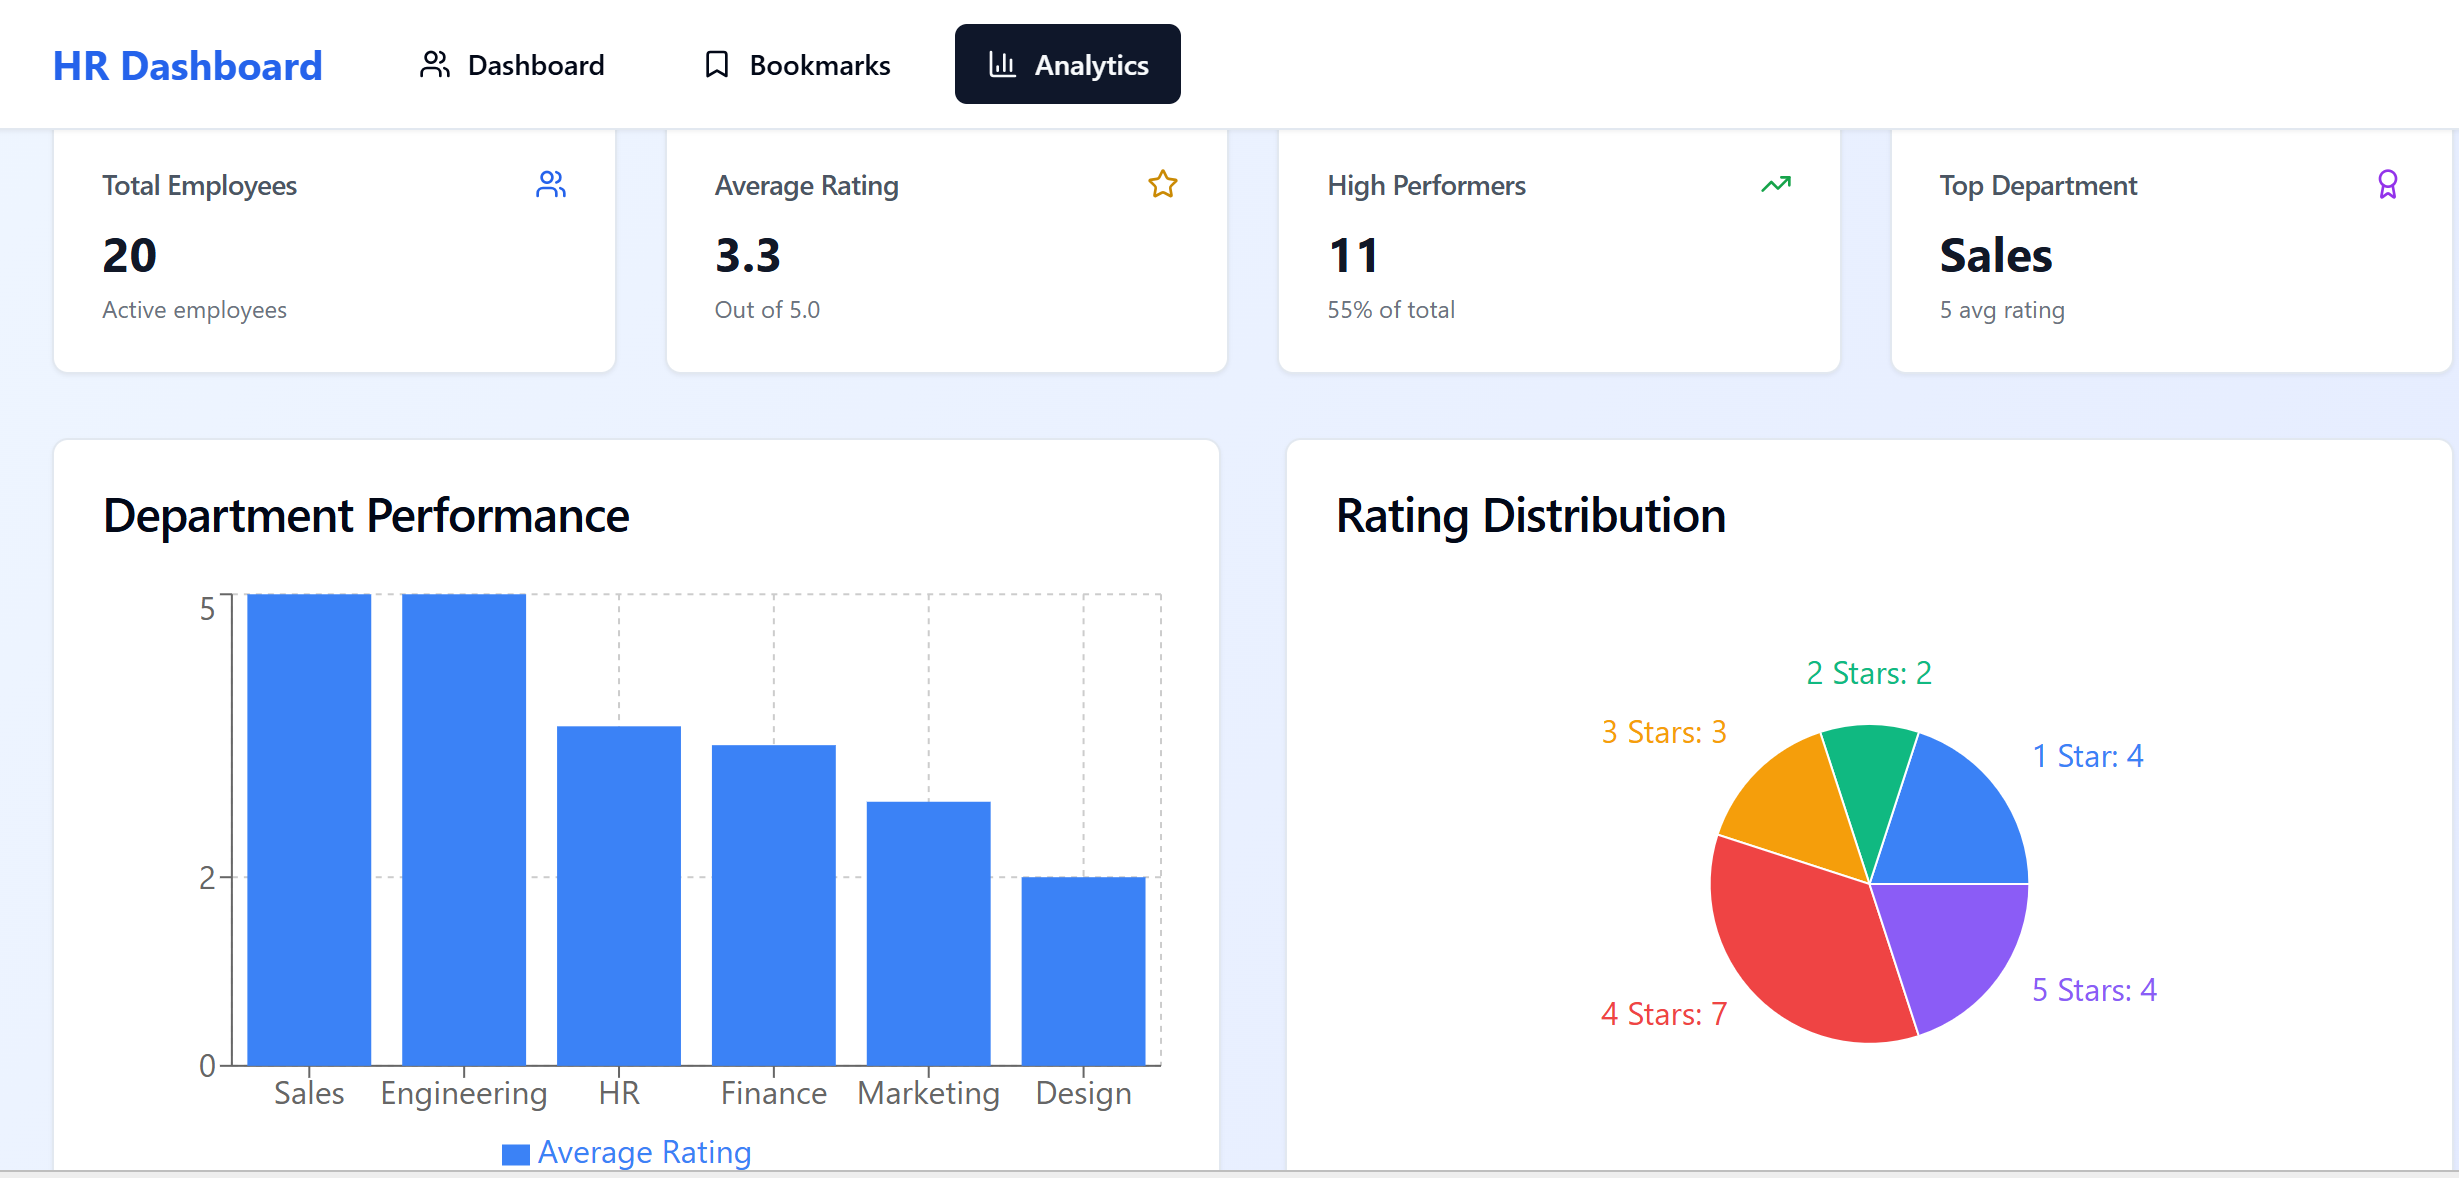 HR Dashboard
Dashboard
Bookmarks
Analytics
Total Employees
20
Active employees
Average Rating
3.3
Out of 5.0
High Performers
11
55% of total
Top Department
Sales
5 avg rating
Department Performance
5
2
0
Sales
Engineering
HR
Finance
Marketing
Design
Average Rating
Rating Distribution
2 Stars: 2
3 Stars: 3
1 Star: 4
5 Stars: 4
4 Stars: 7